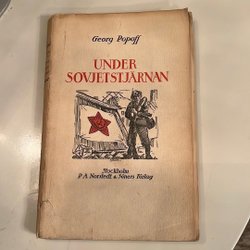 Georg Popoff
UNDER
SOVJETSTJÄRNAN
Stockholm
P. A. Norstedt & Söners Förlag